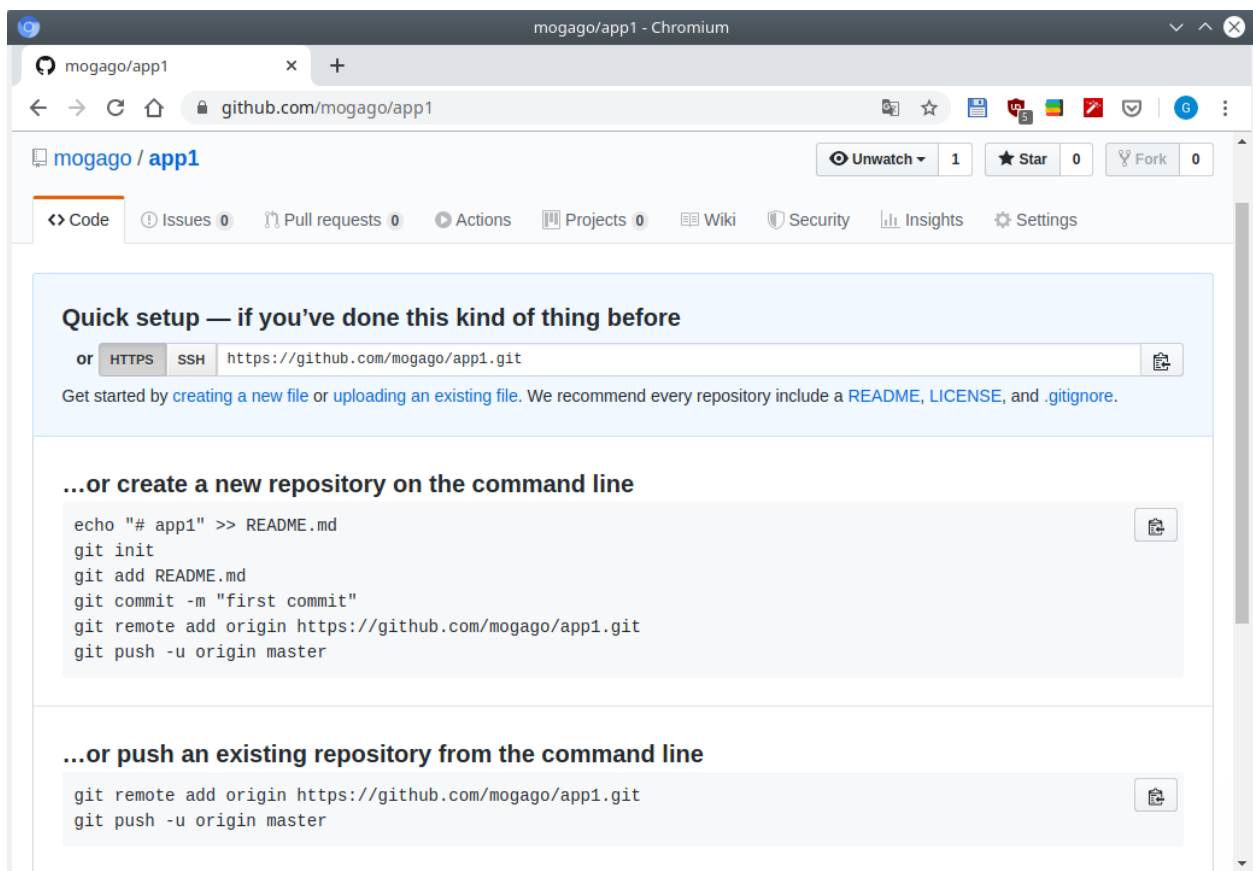 mogago/app1 - Chromium
mogago/app1
github.com/mogago/app1
5
G
mogago / app1
Unwatch 1 Star 0 Fork 0
Code Issues 0 Pull requests 0 Actions Projects 0 Wiki Security Insights Settings
Quick setup — if you’ve done this kind of thing before
or HTTPS SSH https://github.com/mogago/app1.git
Get started by creating a new file or uploading an existing file. We recommend every repository include a README, LICENSE, and .gitignore.
…or create a new repository on the command line
echo "# app1" >> README.md
git init
git add README.md
git commit -m "first commit"
git remote add origin https://github.com/mogago/app1.git
git push -u origin master
…or push an existing repository from the command line
git remote add origin https://github.com/mogago/app1.git
git push -u origin master